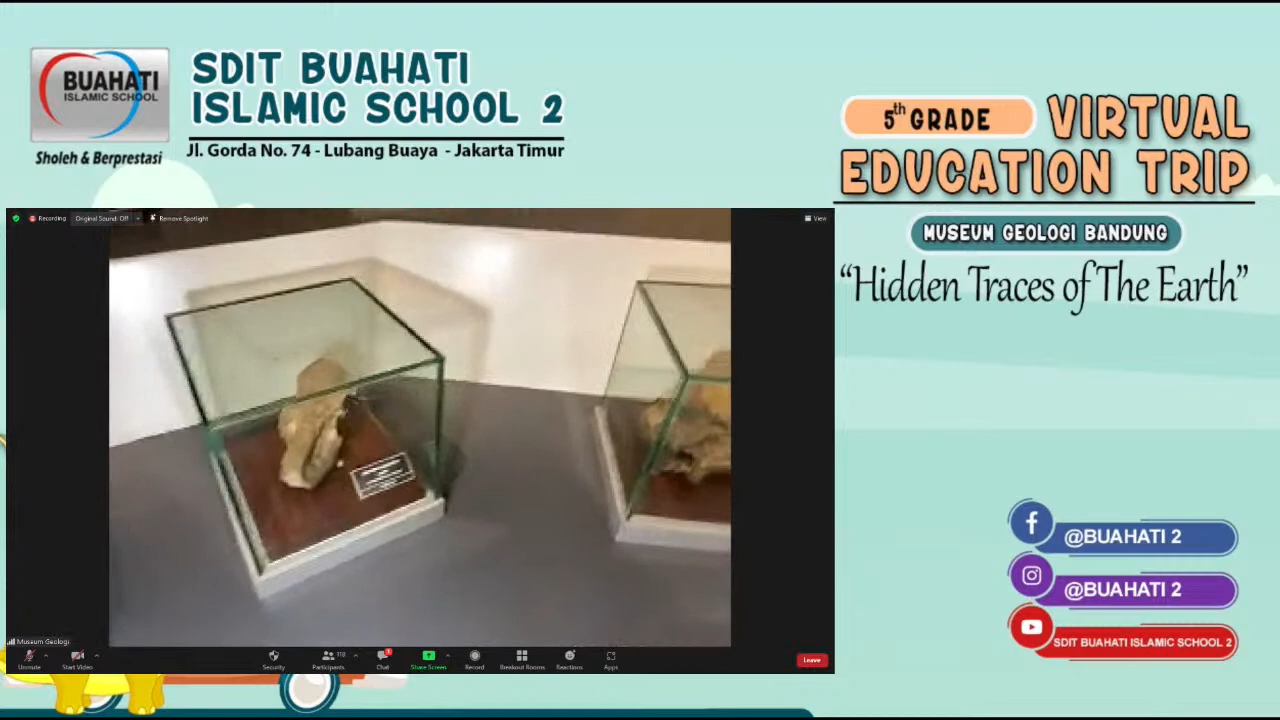 BUAHATI
ISLAMIC SCHOOL
Sholeh & Berprestasi
SDIT BUAHATI
ISLAMIC SCHOOL 2
Jl. Gorda No. 74 - Lubang Buaya - Jakarta Timur
5th GRADE VIRTUAL
EDUCATION TRIP
MUSEUM GEOLOGI BANDUNG
“Hidden Traces of The Earth”
Recording
Original Sound: Off
Remove Spotlight
View
Museum Geologi
Unmute
Start Video
Security
118
Participants
1
Chat
Share Screen
Record
Breakout Rooms
Reactions
Apps
Leave
@BUAHATI 2
@BUAHATI 2
SDIT BUAHATI ISLAMIC SCHOOL 2